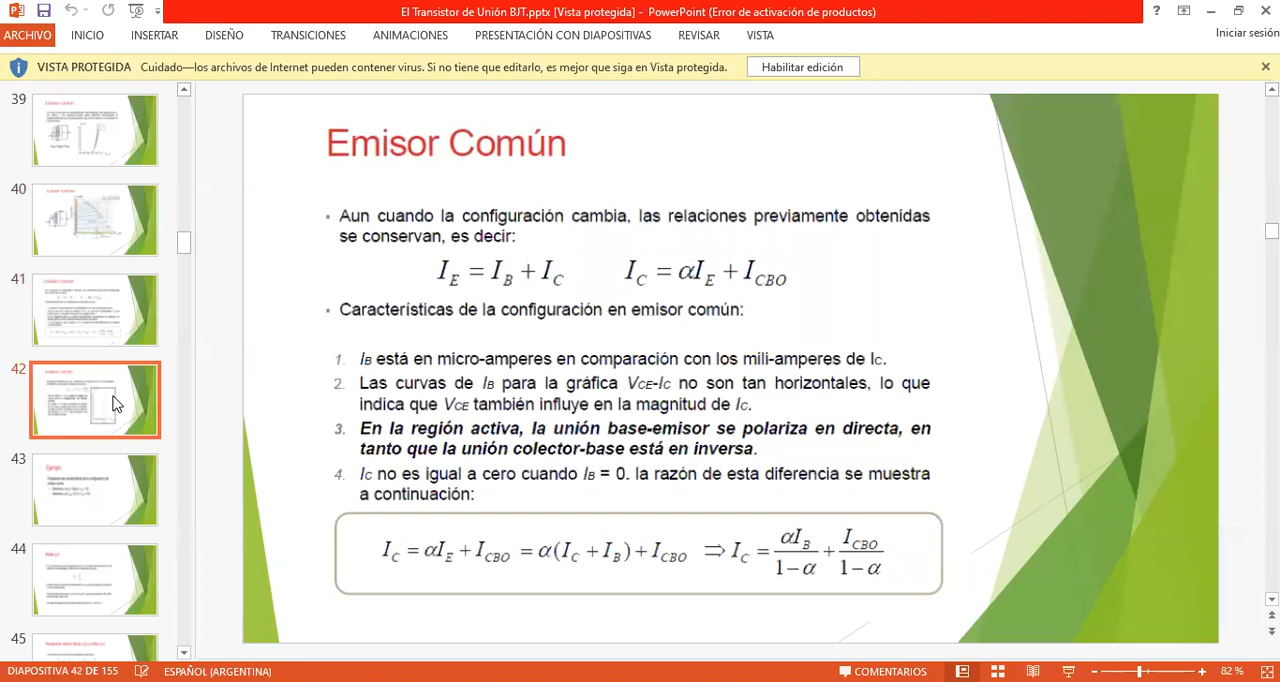 El Transistor de Unión BJT.pptx [Vista protegida] - PowerPoint (Error de activación de productos)
ARCHIVO INICIO INSERTAR DISEÑO TRANSICIONES ANIMACIONES PRESENTACIÓN CON DIAPOSITIVAS REVISAR VISTA Iniciar sesión
VISTA PROTEGIDA Cuidado—los archivos de Internet pueden contener virus. Si no tiene que editarlo, es mejor que siga en Vista protegida. Habilitar edición
39
40
41
42
43
44
45
Emisor Común
Aun cuando la configuración cambia, las relaciones previamente obtenidas
se conservan, es decir:
I_E = I_B + I_C I_C = αI_E + I_CBO
Características de la configuración en emisor común:
1. IB está en micro-amperes en comparación con los mili-amperes de IC.
2. Las curvas de IB para la gráfica VCE-IC no son tan horizontales, lo que
indica que VCE también influye en la magnitud de IC.
3. En la región activa, la unión base-emisor se polariza en directa, en
tanto que la unión colector-base está en inversa.
4. IC no es igual a cero cuando IB = 0. la razón de esta diferencia se muestra
a continuación:
I_C = αI_E + I_CBO = α(I_C + I_B) + I_CBO ⇒ I_C = αI_B/(1−α) + I_CBO/(1−α)
DIAPOSITIVA 42 DE 155 ESPAÑOL (ARGENTINA) COMENTARIOS 82 %